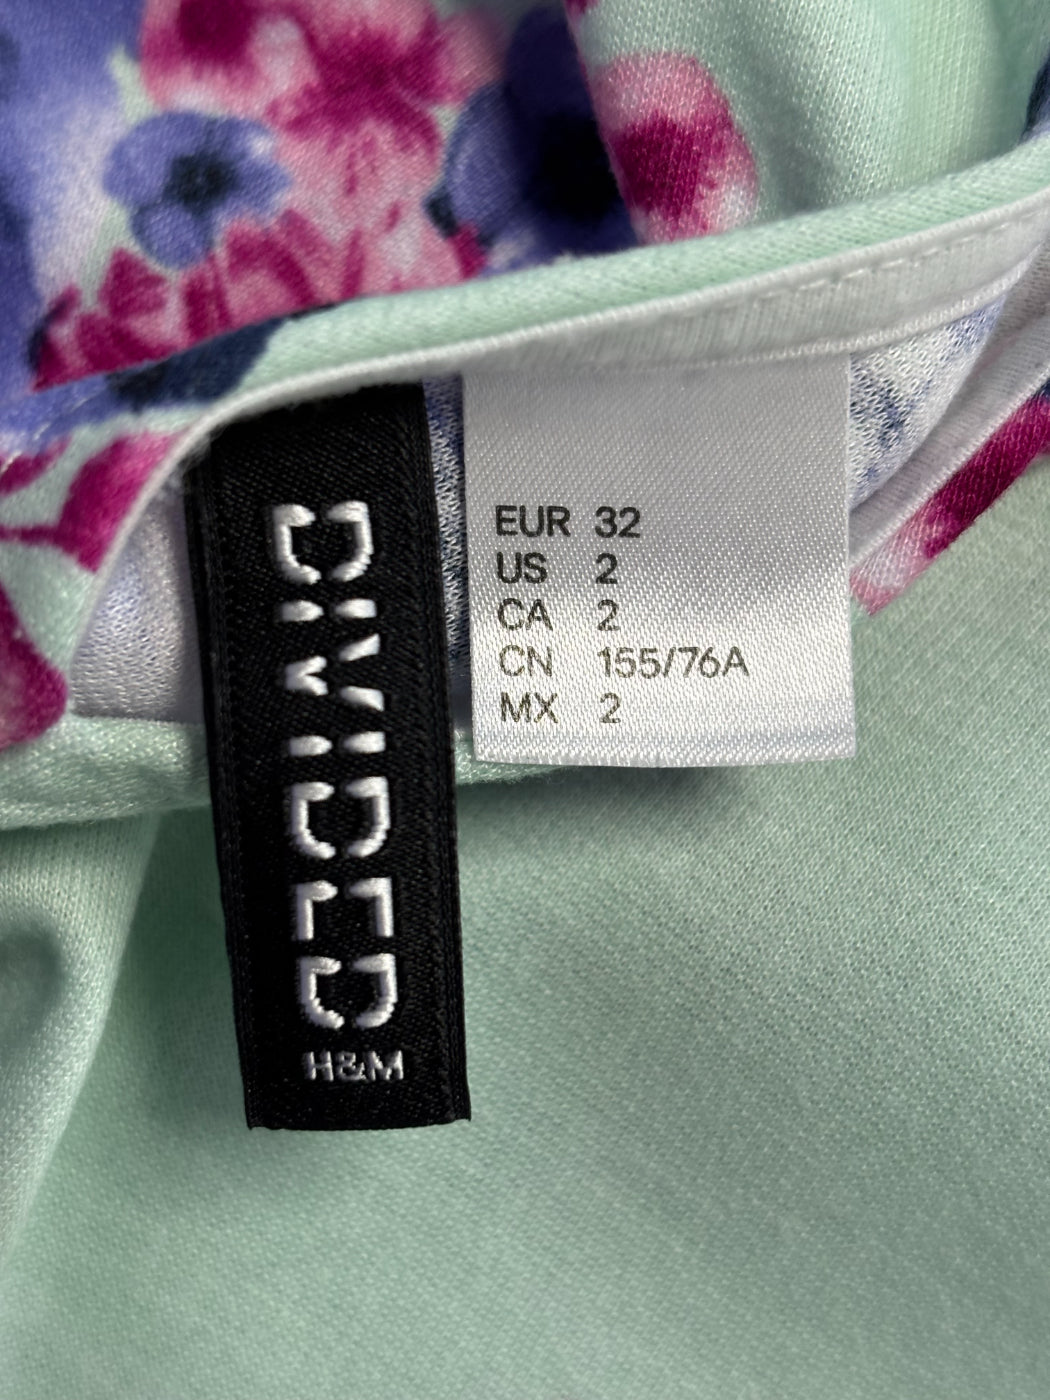 DIVIDED
H&M
EUR 32
US 2
CA 2
CN 155/76A
MX 2